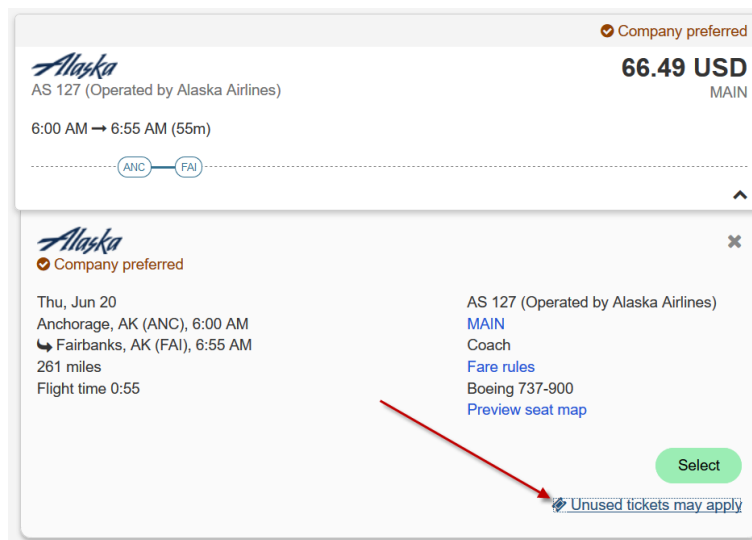 Company preferred
Alaska
66.49 USD
AS 127 (Operated by Alaska Airlines)
MAIN
6:00 AM → 6:55 AM (55m)
ANC FAI
Alaska
Company preferred
Thu, Jun 20
Anchorage, AK (ANC), 6:00 AM
Fairbanks, AK (FAI), 6:55 AM
261 miles
Flight time 0:55
AS 127 (Operated by Alaska Airlines)
MAIN
Coach
Fare rules
Boeing 737-900
Preview seat map
Select
Unused tickets may apply